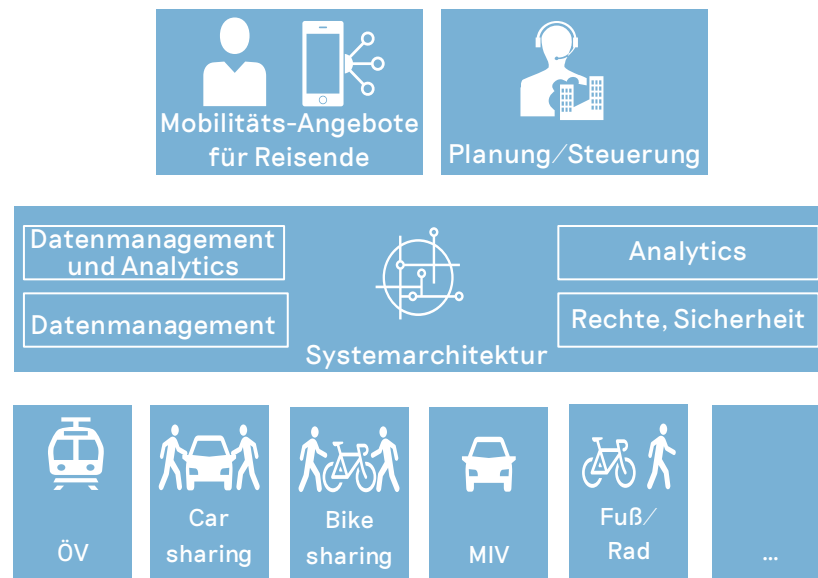 Mobilitäts-Angebote
für Reisende
Planung/Steuerung
Datenmanagement
und Analytics
Analytics
Datenmanagement
Rechte, Sicherheit
Systemarchitektur
ÖV
Car
sharing
Bike
sharing
MIV
Fuß/
Rad
...